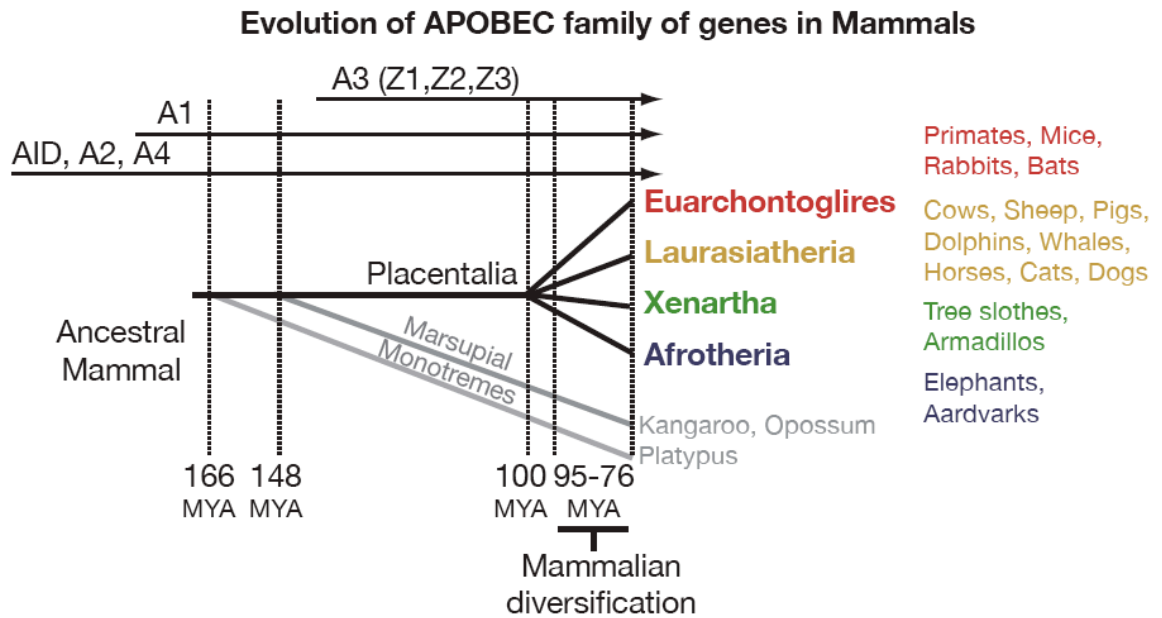 Evolution of APOBEC family of genes in Mammals
A3 (Z1,Z2,Z3)
A1
AID, A2, A4
Euarchontoglires
Laurasiatheria
Xenartha
Afrotheria
Placentalia
Ancestral
Mammal
Marsupial
Monotremes
Kangaroo, Opossum
Platypus
Primates, Mice,
Rabbits, Bats
Cows, Sheep, Pigs,
Dolphins, Whales,
Horses, Cats, Dogs
Tree slothes,
Armadillos
Elephants,
Aardvarks
166
MYA
148
MYA
100
MYA
95-76
MYA
Mammalian
diversification